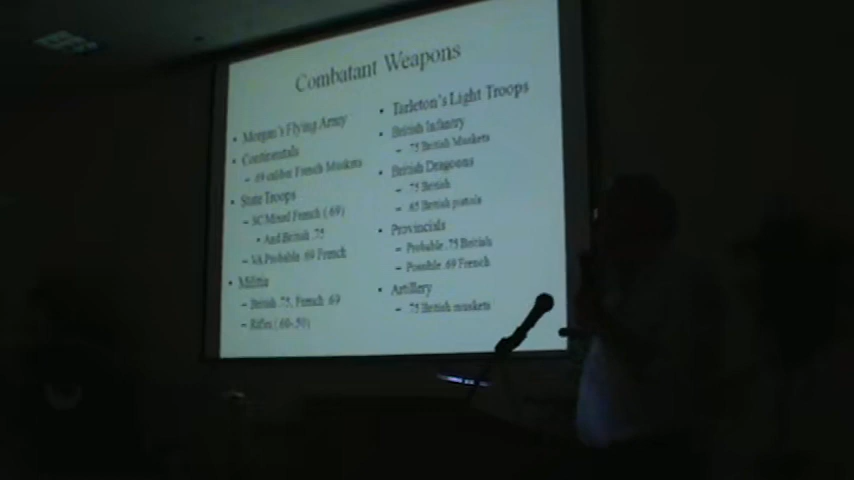 Combatant Weapons
• Morgan's Flying Army
• Continentals
– .69 calibre French Muskets
• State Troops
– SC Mixed French (.69)
• And British .75
– VA Probable .69 French
• Militia
– British .75, French .69
– Rifles (.60-.50)
• Tarleton's Light Troops
• British Infantry
– .75 British Muskets
• British Dragoons
– .75 British
– .65 British pistols
• Provincials
– Probable .75 British
– Possible .69 French
• Artillery
– .75 British muskets